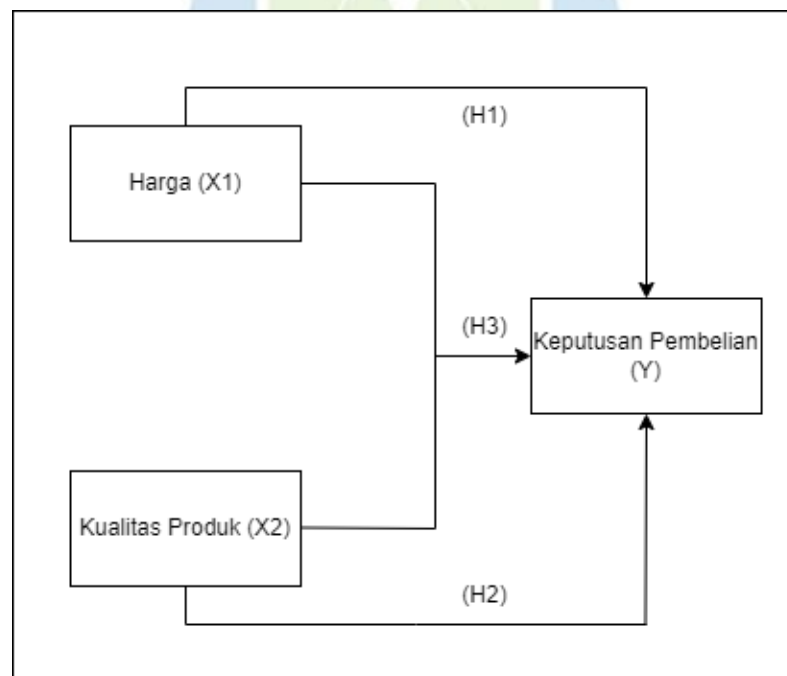 (H1)
Harga (X1)
(H3)
Keputusan Pembelian
(Y)
Kualitas Produk (X2)
(H2)